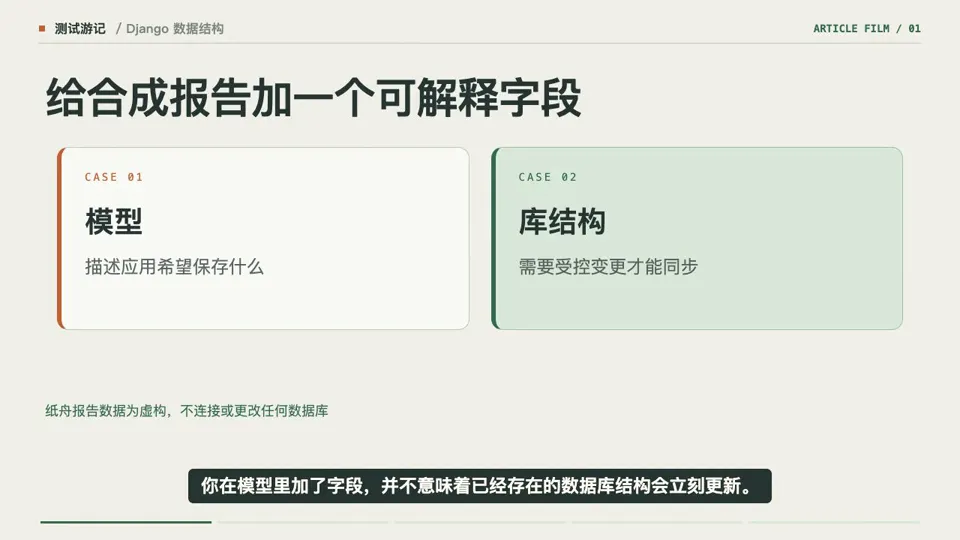 测试游记 / Django 数据结构
ARTICLE FILM / 01
给合成报告加一个可解释字段
CASE 01
模型
描述应用希望保存什么
CASE 02
库结构
需要受控变更才能同步
纸舟报告数据为虚构，不连接或更改任何数据库
你在模型里加了字段，并不意味着已经存在的数据库结构会立刻更新。